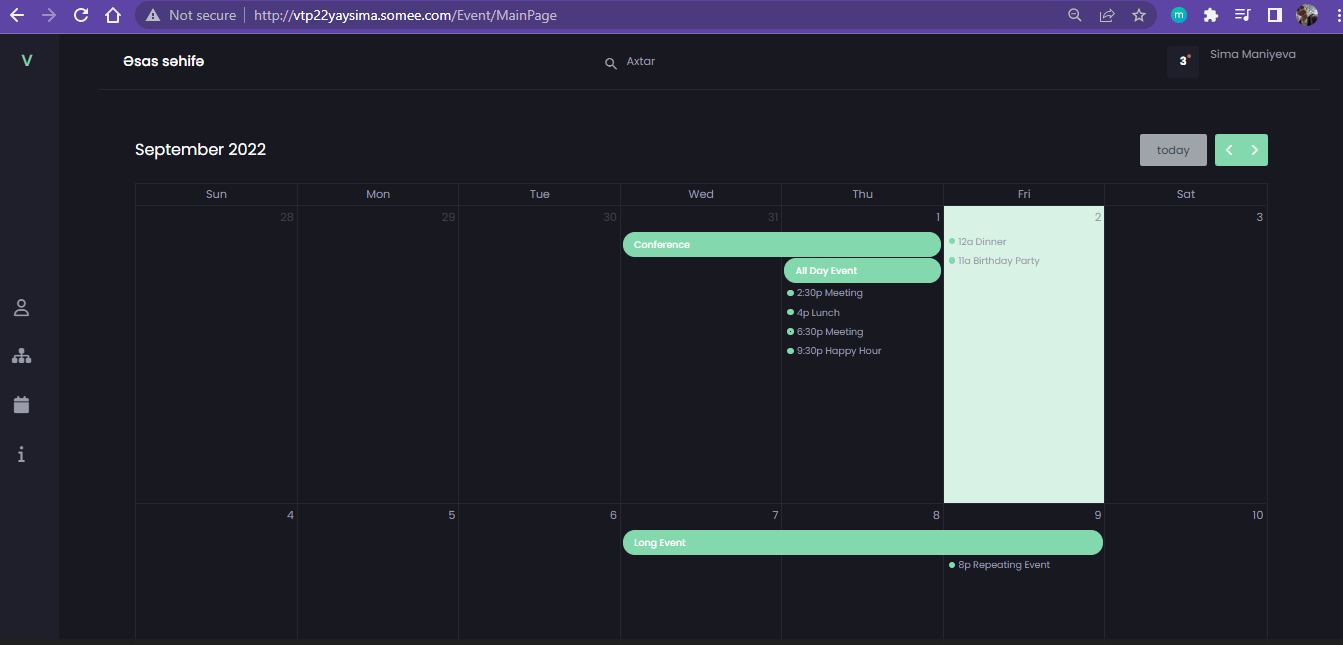 Not secure
http://vtp22yaysima.somee.com/Event/MainPage
m
V
Əsas səhifə
Axtar
3
Sima Maniyeva
September 2022
today
Sun Mon Tue Wed Thu Fri Sat
28 29 30 31 1 2 3
Conference
All Day Event
2:30p Meeting
4p Lunch
6:30p Meeting
9:30p Happy Hour
12a Dinner
11a Birthday Party
4 5 6 7 8 9 10
Long Event
8p Repeating Event